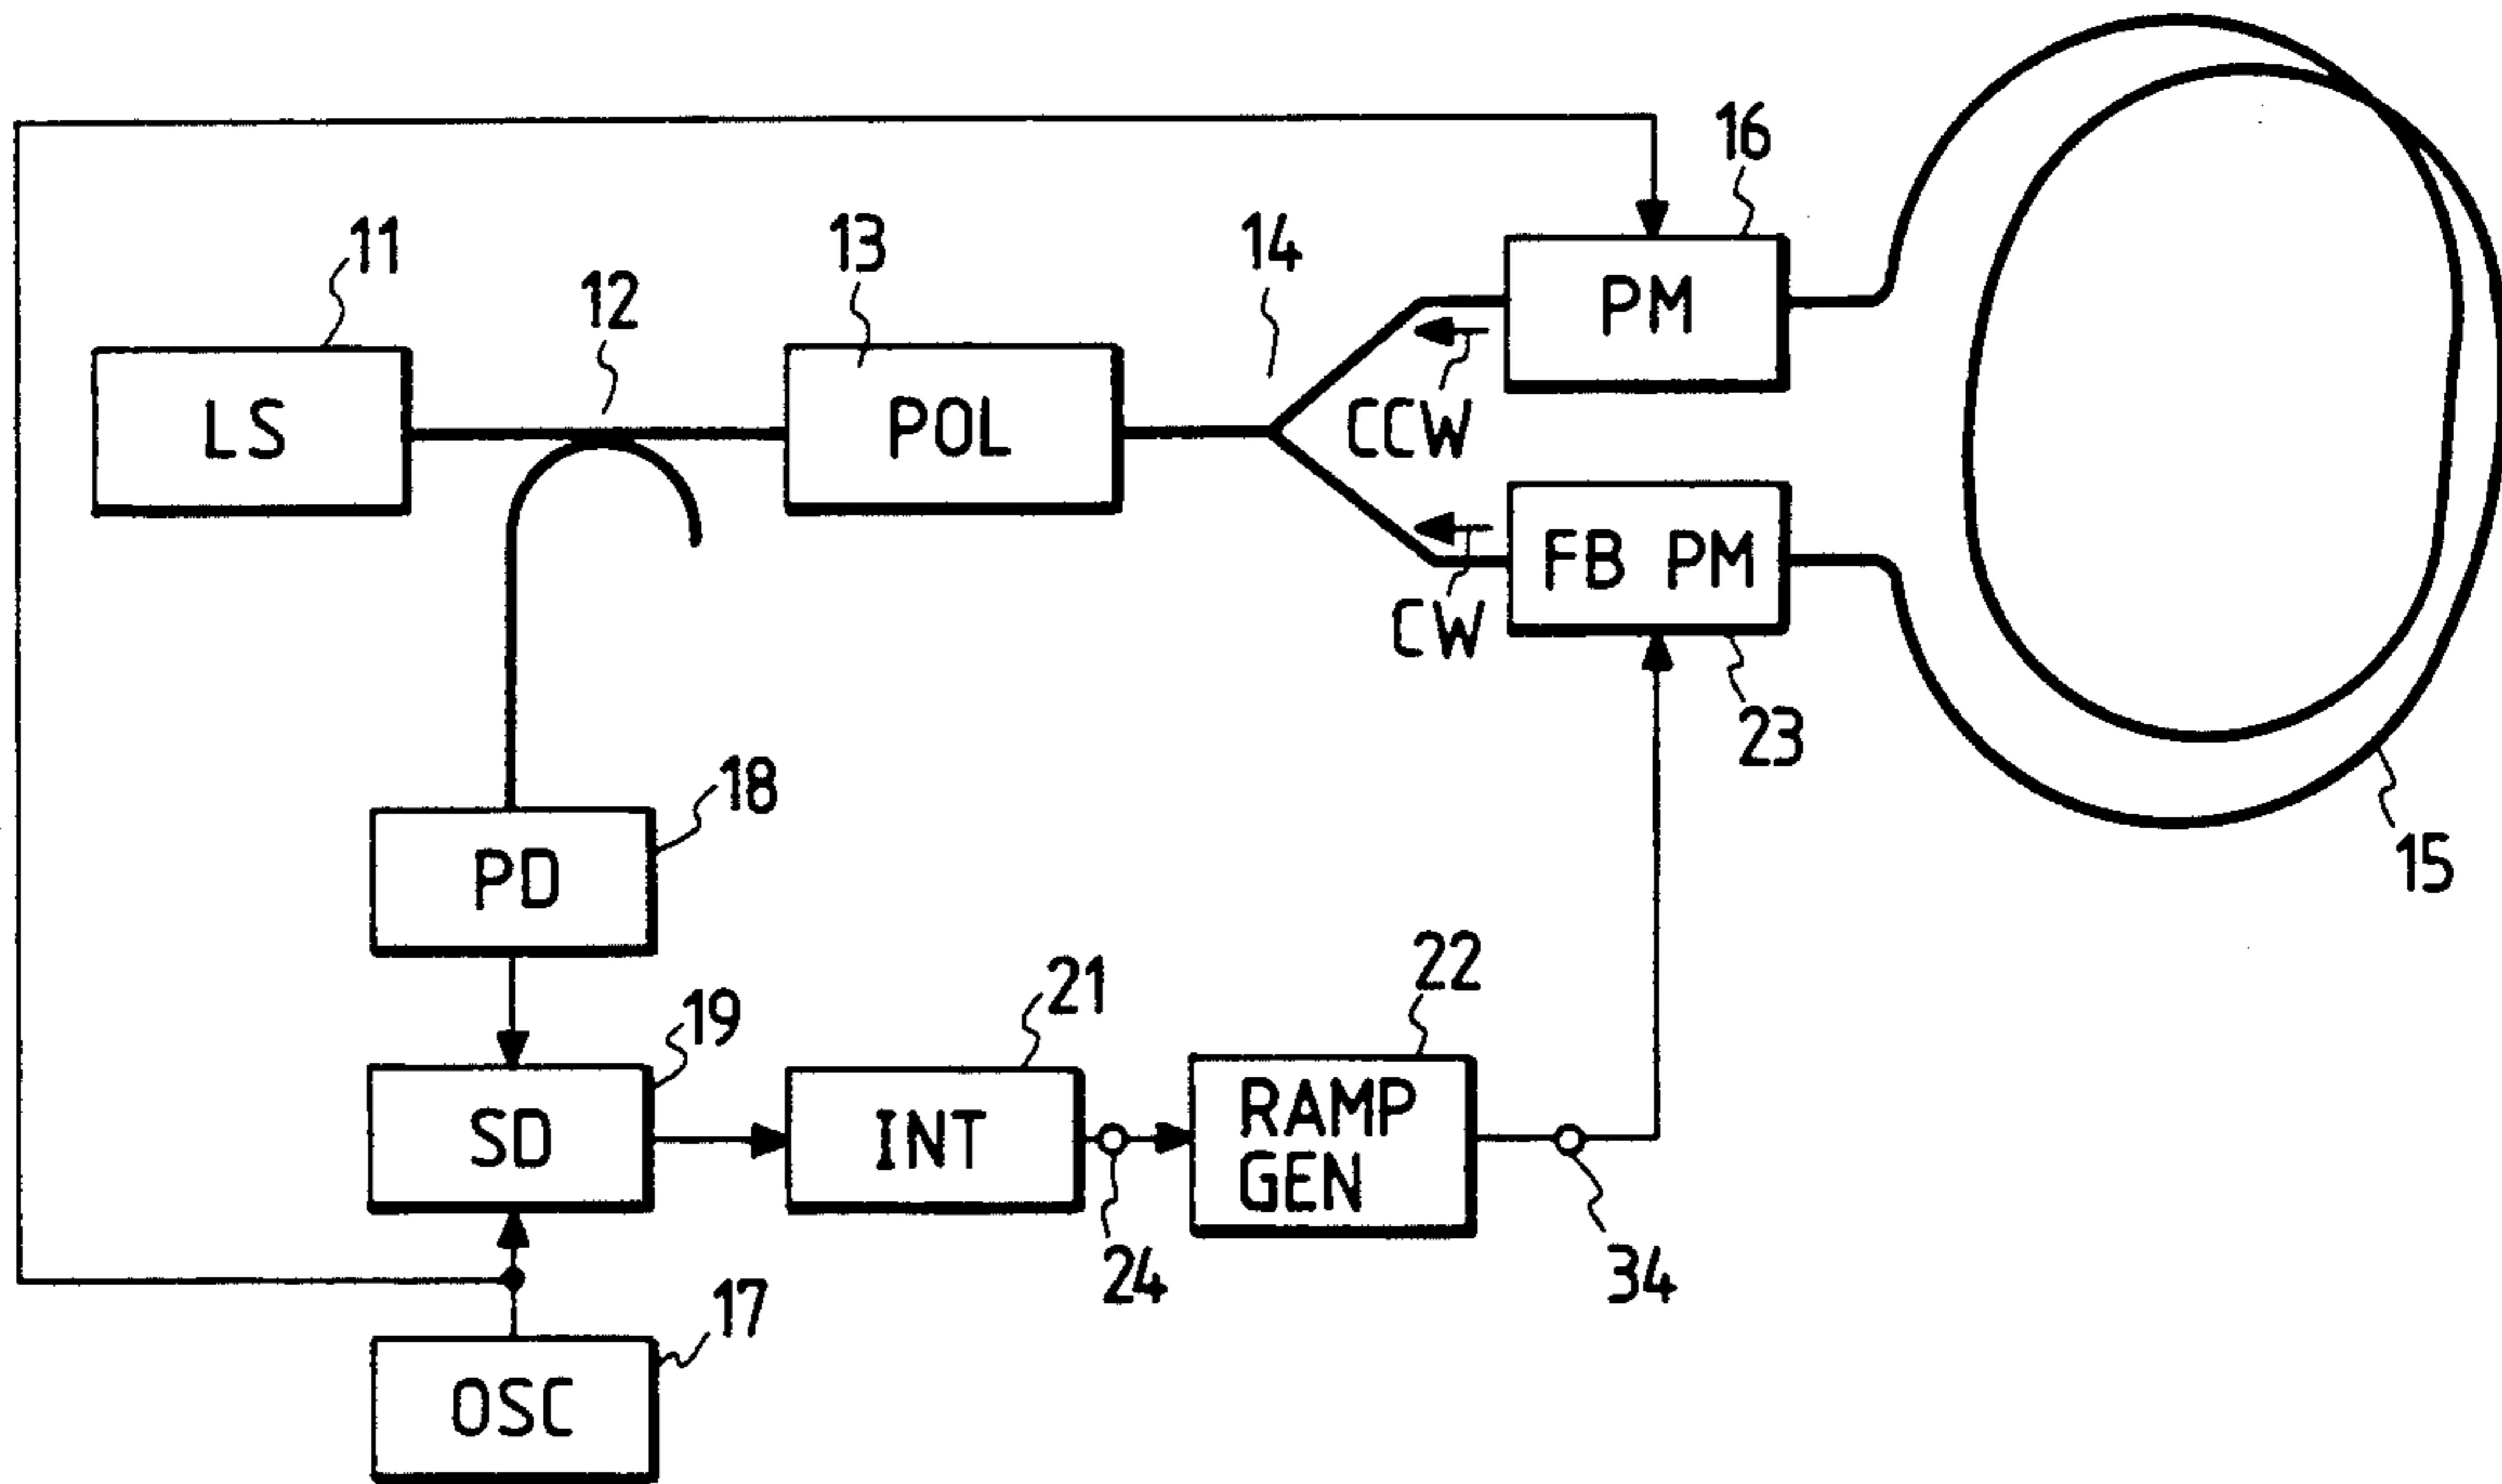 16
11
13
14
12
PM
LS
POL
CCW
FB PM
CW
23
18
15
PD
22
21
19
RAMP
GEN
SD
INT
24
34
17
OSC